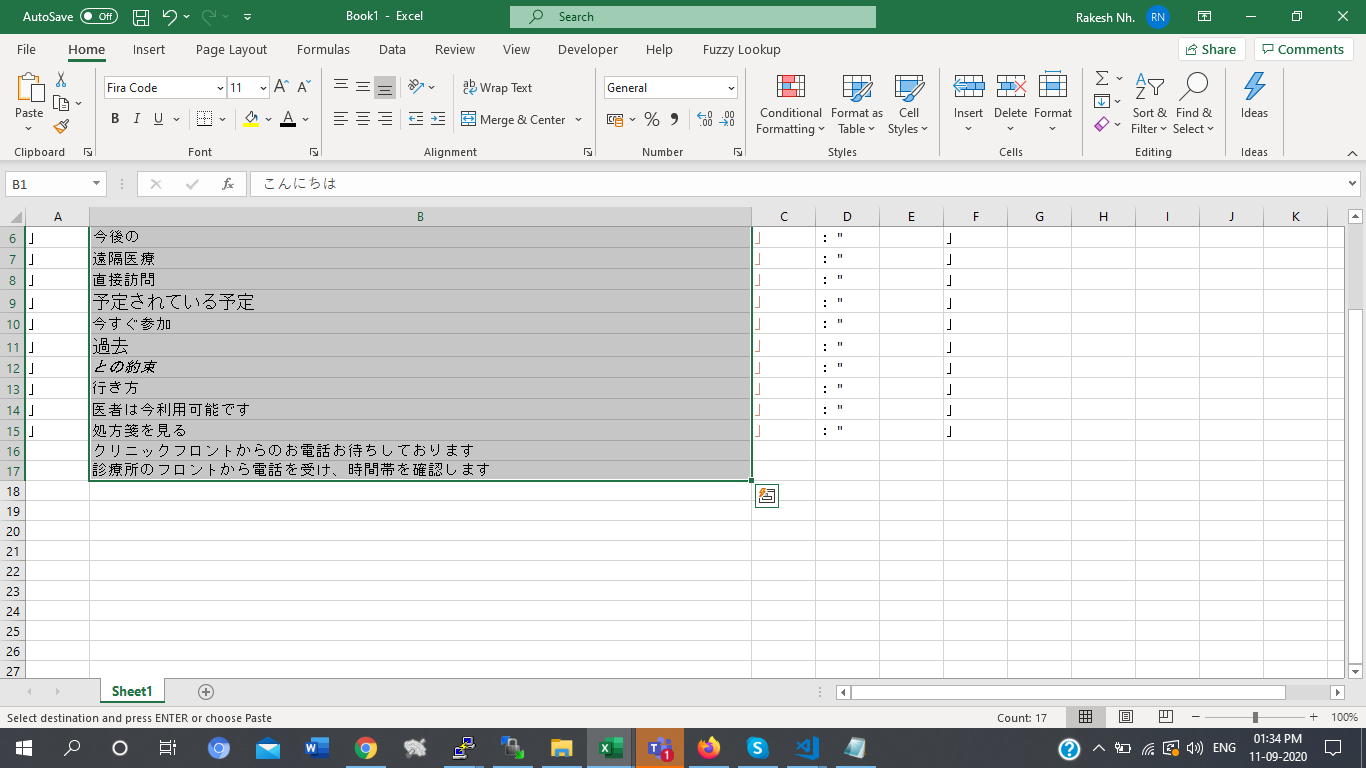 AutoSave Off Book1 - Excel Search Rakesh Nh. RN
File Home Insert Page Layout Formulas Data Review View Developer Help Fuzzy Lookup Share Comments
Fira Code 11 Wrap Text General
Paste B I U Merge & Center % Conditional Formatting Format as Table Cell Styles Insert Delete Format Sort & Filter Find & Select Ideas
Clipboard Font Alignment Number Styles Cells Editing Ideas
B1 fx こんにちは
A B C D E F G H I J K
6 」 今後の 」 : " 」
7 」 遠隔医療 」 : " 」
8 」 直接訪問 」 : " 」
9 」 予定されている予定 」 : " 」
10 」 今すぐ参加 」 : " 」
11 」 過去 」 : " 」
12 」 との約束 」 : " 」
13 」 行き方 」 : " 」
14 」 医者は今利用可能です 」 : " 」
15 」 処方箋を見る 」 : " 」
16 クリニックフロントからのお電話お待ちしております
17 診療所のフロントから電話を受け、時間帯を確認します
18
19
20
21
22
23
24
25
26
27
Sheet1
Select destination and press ENTER or choose Paste Count: 17 100%
ENG 01:34 PM
11-09-2020